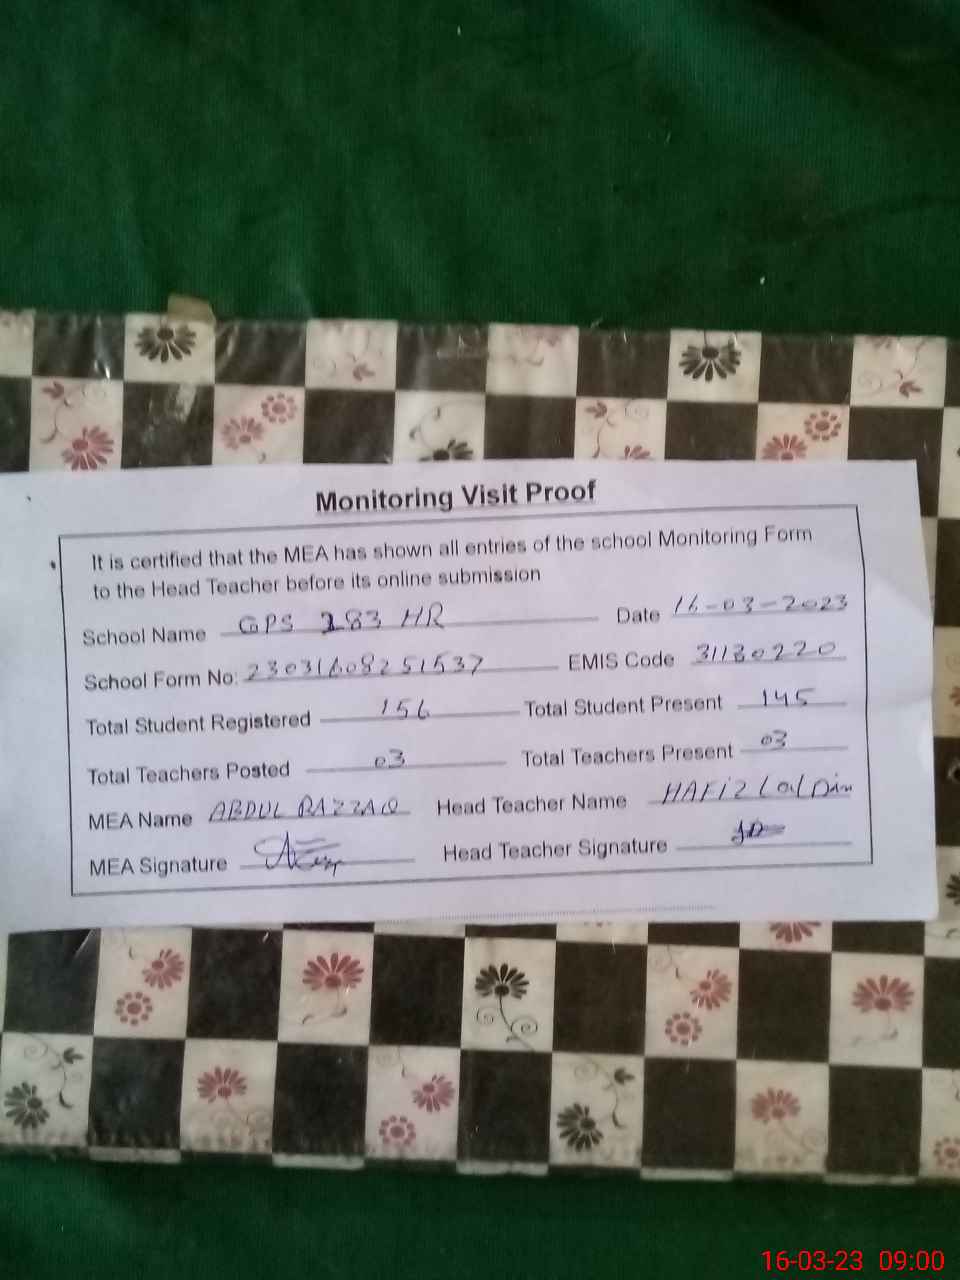 Monitoring Visit Proof
It is certified that the MEA has shown all entries of the school Monitoring Form
to the Head Teacher before its online submission
School Name GPS 283 HR Date 16-03-2023
School Form No: 23031608251537 EMIS Code 31130220
Total Student Registered 156 Total Student Present 145
Total Teachers Posted 03 Total Teachers Present 03
MEA Name ABDUL RAZZAQ Head Teacher Name HAFiZ Lal Din
MEA Signature Head Teacher Signature
16-03-23 09:00